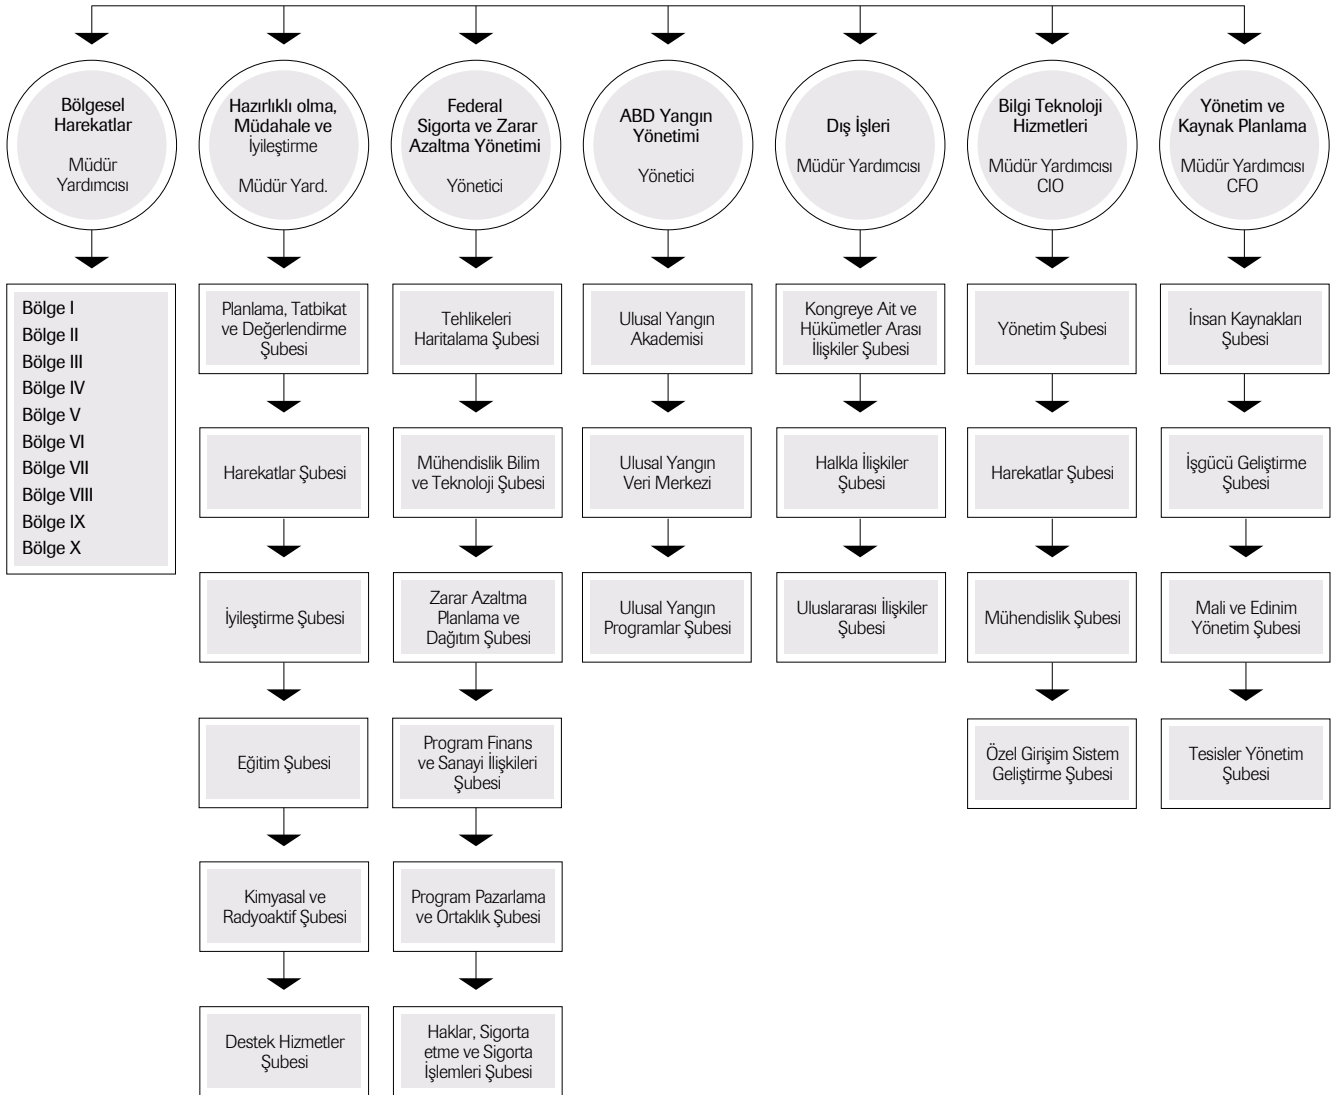 Bölgesel
Harekatlar
Müdür
Yardımcısı
Hazırlıklı olma,
Müdahale ve
İyileştirme
Müdür Yard.
Federal
Sigorta ve Zarar
Azaltma Yönetimi
Yönetici
ABD Yangın
Yönetimi
Yönetici
Dış İşleri
Müdür Yardımcısı
Bilgi Teknoloji
Hizmetleri
Müdür Yardımcısı
CIO
Yönetim ve
Kaynak Planlama
Müdür Yardımcısı
CFO
Bölge I
Bölge II
Bölge III
Bölge IV
Bölge V
Bölge VI
Bölge VII
Bölge VIII
Bölge IX
Bölge X
Planlama, Tatbikat
ve Değerlendirme
Şubesi
Harekatlar Şubesi
İyileştirme Şubesi
Eğitim Şubesi
Kimyasal ve
Radyoaktif Şubesi
Destek Hizmetler
Şubesi
Tehlikeleri
Haritalama Şubesi
Mühendislik Bilim
ve Teknoloji Şubesi
Zarar Azaltma
Planlama ve
Dağıtım Şubesi
Program Finans
ve Sanayi İlişkileri
Şubesi
Program Pazarlama
ve Ortaklık Şubesi
Haklar, Sigorta
etme ve Sigorta
İşlemleri Şubesi
Ulusal Yangın
Akademisi
Ulusal Yangın
Veri Merkezi
Ulusal Yangın
Programlar Şubesi
Kongreye Ait ve
Hükümetler Arası
İlişkiler Şubesi
Halkla İlişkiler
Şubesi
Uluslararası İlişkiler
Şubesi
Yönetim Şubesi
Harekatlar Şubesi
Mühendislik Şubesi
Özel Girişim Sistem
Geliştirme Şubesi
İnsan Kaynakları
Şubesi
İşgücü Geliştirme
Şubesi
Mali ve Edinim
Yönetim Şubesi
Tesisler Yönetim
Şubesi